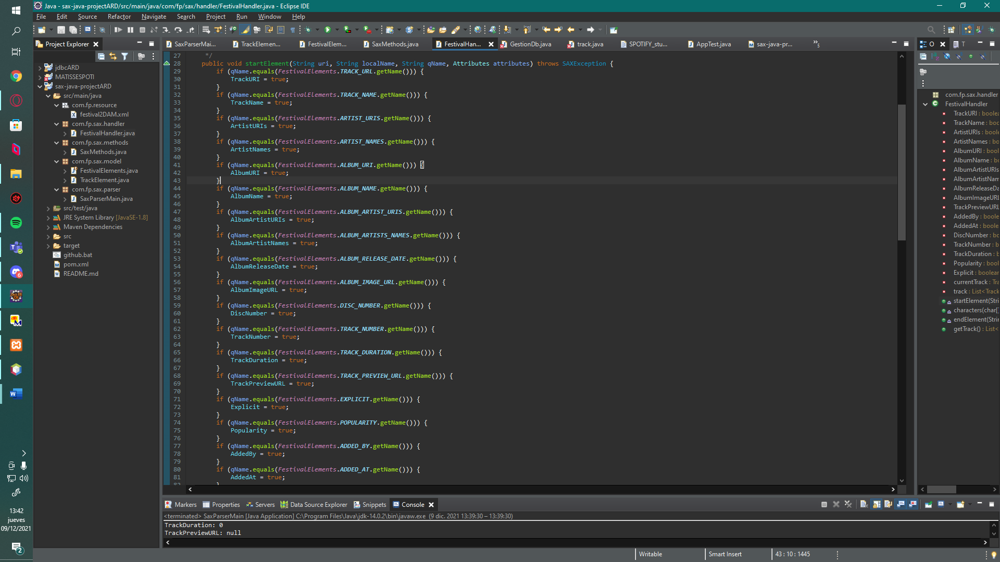 Java - sax-java-projectARD/src/main/java/com/fp/sax/handler/FestivalHandler.java - Eclipse IDE
File Edit Source Refactor Navigate Search Project Run Window Help
Project Explorer
SaxParserMai...
TrackElemen...
FestivalElem...
SaxMethods.java
FestivalHan...
GestionDb.java
track.java
SPOTIFY_stu...
AppTest.java
sax-java-pr...
5
O
T
jdbcARD
MATISSESPOTI
sax-java-projectARD
src/main/java
com.fp.resource
festival2DAM.xml
com.fp.sax.handler
FestivalHandler.java
com.fp.sax.methods
SaxMethods.java
com.fp.sax.model
FestivalElements.java
TrackElement.java
com.fp.sax.parser
SaxParserMain.java
src/test/java
JRE System Library [JavaSE-1.8]
Maven Dependencies
src
target
github.bat
pom.xml
README.md
27 */
28 public void startElement(String uri, String localName, String qName, Attributes attributes) throws SAXException {
29 if (qName.equals(FestivalElements.TRACK_URL.getName())) {
30 TrackURI = true;
31 }
32 if (qName.equals(FestivalElements.TRACK_NAME.getName())) {
33 TrackName = true;
34 }
35 if (qName.equals(FestivalElements.ARTIST_URIS.getName())) {
36 ArtistURIs = true;
37 }
38 if (qName.equals(FestivalElements.ARTIST_NAMES.getName())) {
39 ArtistNames = true;
40 }
41 if (qName.equals(FestivalElements.ALBUM_URI.getName())) {
42 AlbumURI = true;
43 }
44 if (qName.equals(FestivalElements.ALBUM_NAME.getName())) {
45 AlbumName = true;
46 }
47 if (qName.equals(FestivalElements.ALBUM_ARTIST_URIS.getName())) {
48 AlbumArtistURIs = true;
49 }
50 if (qName.equals(FestivalElements.ALBUM_ARTISTS_NAMES.getName())) {
51 AlbumArtistNames = true;
52 }
53 if (qName.equals(FestivalElements.ALBUM_RELEASE_DATE.getName())) {
54 AlbumReleaseDate = true;
55 }
56 if (qName.equals(FestivalElements.ALBUM_IMAGE_URL.getName())) {
57 AlbumImageURL = true;
58 }
59 if (qName.equals(FestivalElements.DISC_NUMBER.getName())) {
60 DiscNumber = true;
61 }
62 if (qName.equals(FestivalElements.TRACK_NUMBER.getName())) {
63 TrackNumber = true;
64 }
65 if (qName.equals(FestivalElements.TRACK_DURATION.getName())) {
66 TrackDuration = true;
67 }
68 if (qName.equals(FestivalElements.TRACK_PREVIEW_URL.getName())) {
69 TrackPreviewURL = true;
70 }
71 if (qName.equals(FestivalElements.EXPLICIT.getName())) {
72 Explicit = true;
73 }
74 if (qName.equals(FestivalElements.POPULARITY.getName())) {
75 Popularity = true;
76 }
77 if (qName.equals(FestivalElements.ADDED_BY.getName())) {
78 AddedBy = true;
79 }
80 if (qName.equals(FestivalElements.ADDED_AT.getName())) {
81 AddedAt = true;
82 }
com.fp.sax.handler
FestivalHandler
TrackURI : boolea
TrackName : boo
ArtistURIs : boole
ArtistNames : bo
AlbumURI : bool
AlbumName : bo
AlbumArtistURIs
AlbumArtistNam
AlbumReleaseDa
AlbumImageURL
TrackPreviewURL
AddedBy : boole
AddedAt : boole
DiscNumber : bo
TrackNumber : b
TrackDuration : b
Popularity : bool
Explicit : boolean
currentTrack : Tra
track : List<Track
startElement(Stri
characters(char[]
endElement(Strin
getTrack() : List<
Markers Properties Servers Data Source Explorer Snippets Console
<terminated> SaxParserMain [Java Application] C:\Program Files\Java\jdk-14.0.2\bin\javaw.exe (9 dic. 2021 13:39:30 – 13:39:30)
TrackDuration: 0
TrackPreviewURL: null
Writable
Smart Insert
43 : 10 : 1445
6
13:42
jueves
09/12/2021
2